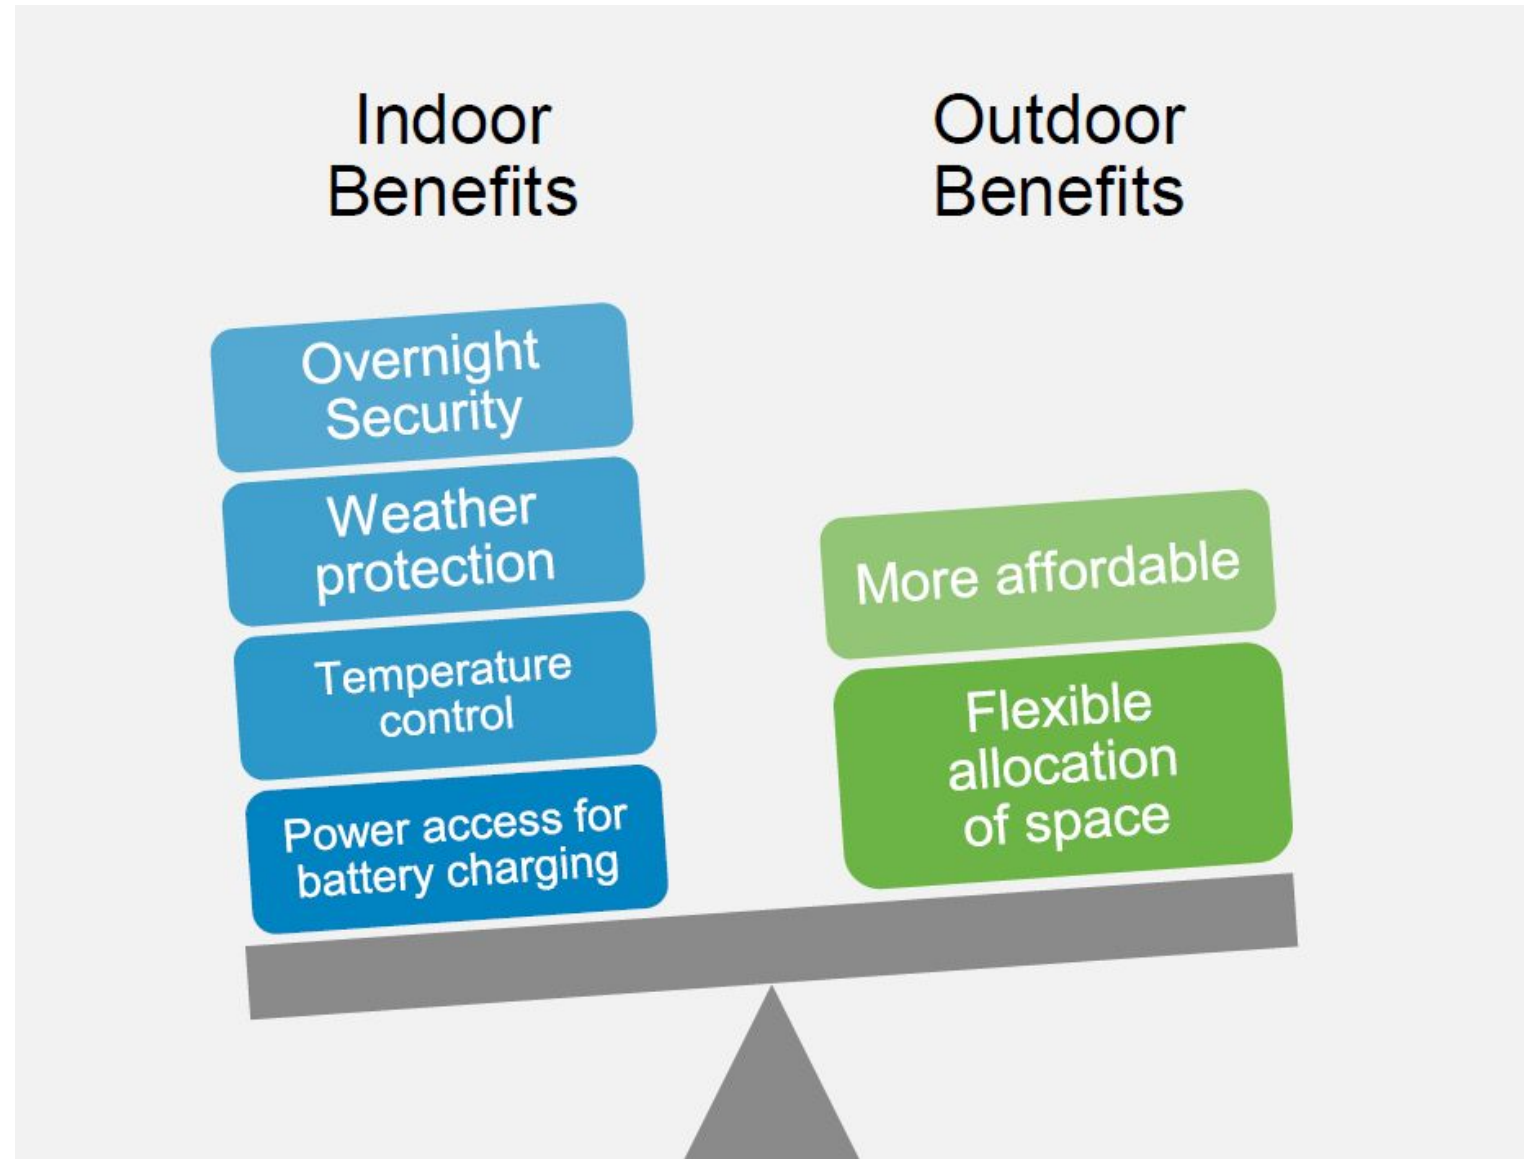 Indoor
Benefits
Outdoor
Benefits
Overnight
Security
Weather
protection
Temperature
control
Power access for
battery charging
More affordable
Flexible
allocation
of space